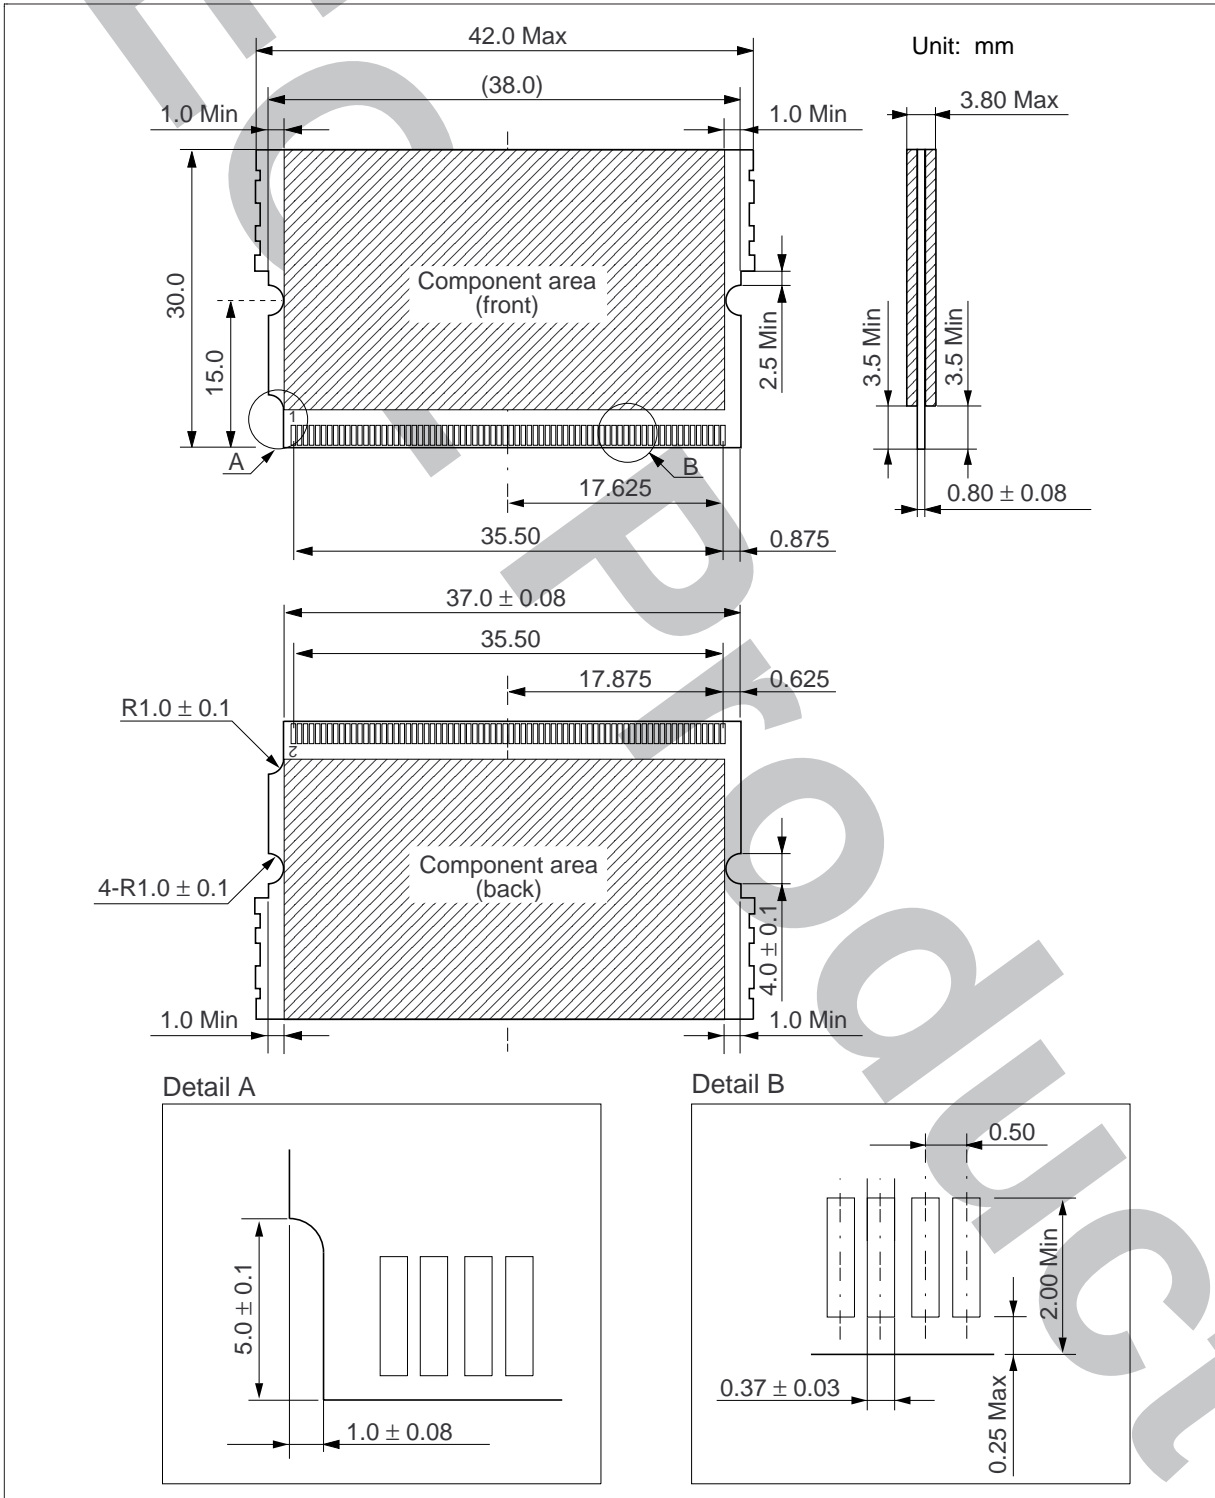 42.0 Max
Unit: mm
(38.0)
3.80 Max
1.0 Min
1.0 Min
Component area
(front)
30.0
15.0
2.5 Min
3.5 Min
3.5 Min
1
A
B
17.625
0.80 ± 0.08
35.50
0.875
37.0 ± 0.08
35.50
17.875
0.625
R1.0 ± 0.1
2
Component area
(back)
4-R1.0 ± 0.1
4.0 ± 0.1
1.0 Min
1.0 Min
Detail A
Detail B
0.50
5.0 ± 0.1
2.00 Min
0.37 ± 0.03
0.25 Max
1.0 ± 0.08
Product